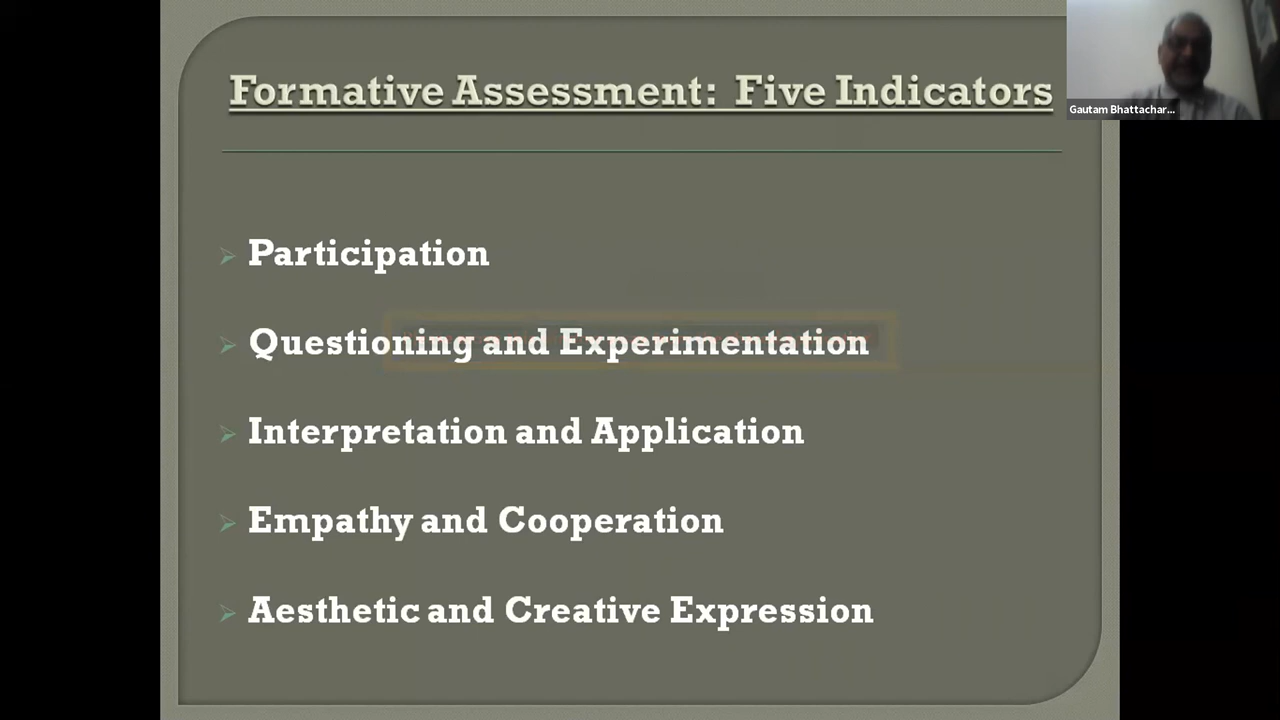 Formative Assessment: Five Indicators
Gautam Bhattachar...
Participation
Questioning and Experimentation
Interpretation and Application
Empathy and Cooperation
Aesthetic and Creative Expression